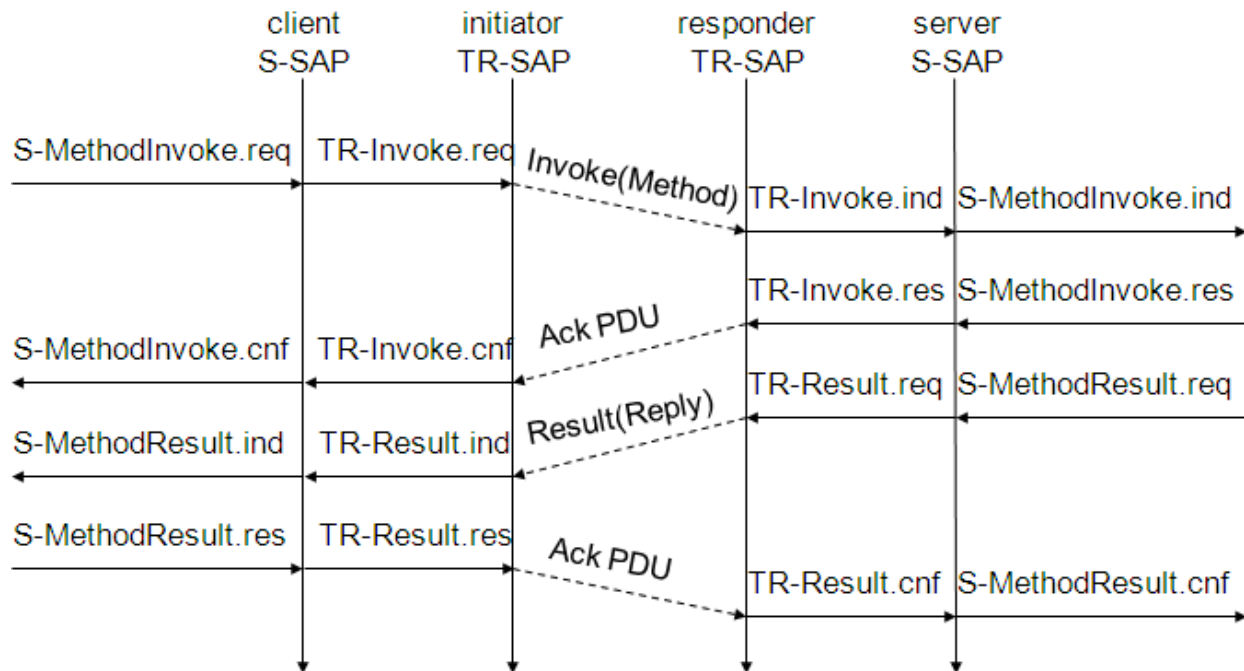 client initiator responder server
S-SAP TR-SAP TR-SAP S-SAP
S-MethodInvoke.req TR-Invoke.req Invoke(Method)
TR-Invoke.ind S-MethodInvoke.ind
TR-Invoke.res S-MethodInvoke.res
Ack PDU
S-MethodInvoke.cnf TR-Invoke.cnf
TR-Result.req S-MethodResult.req
Result(Reply)
S-MethodResult.ind TR-Result.ind
S-MethodResult.res TR-Result.res
Ack PDU
TR-Result.cnf S-MethodResult.cnf